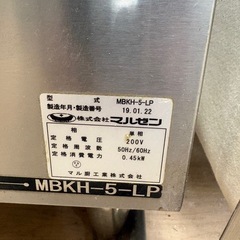 型 式 MBKH-5-LP
製造年月・製造番号 19.01.22
株式会社 マルゼン
相 単相
定格電圧 200V
定格周波数 50Hz/60Hz
定格消費電力 0.45kW
マル厨工業株式会社
MBKH-5-LP